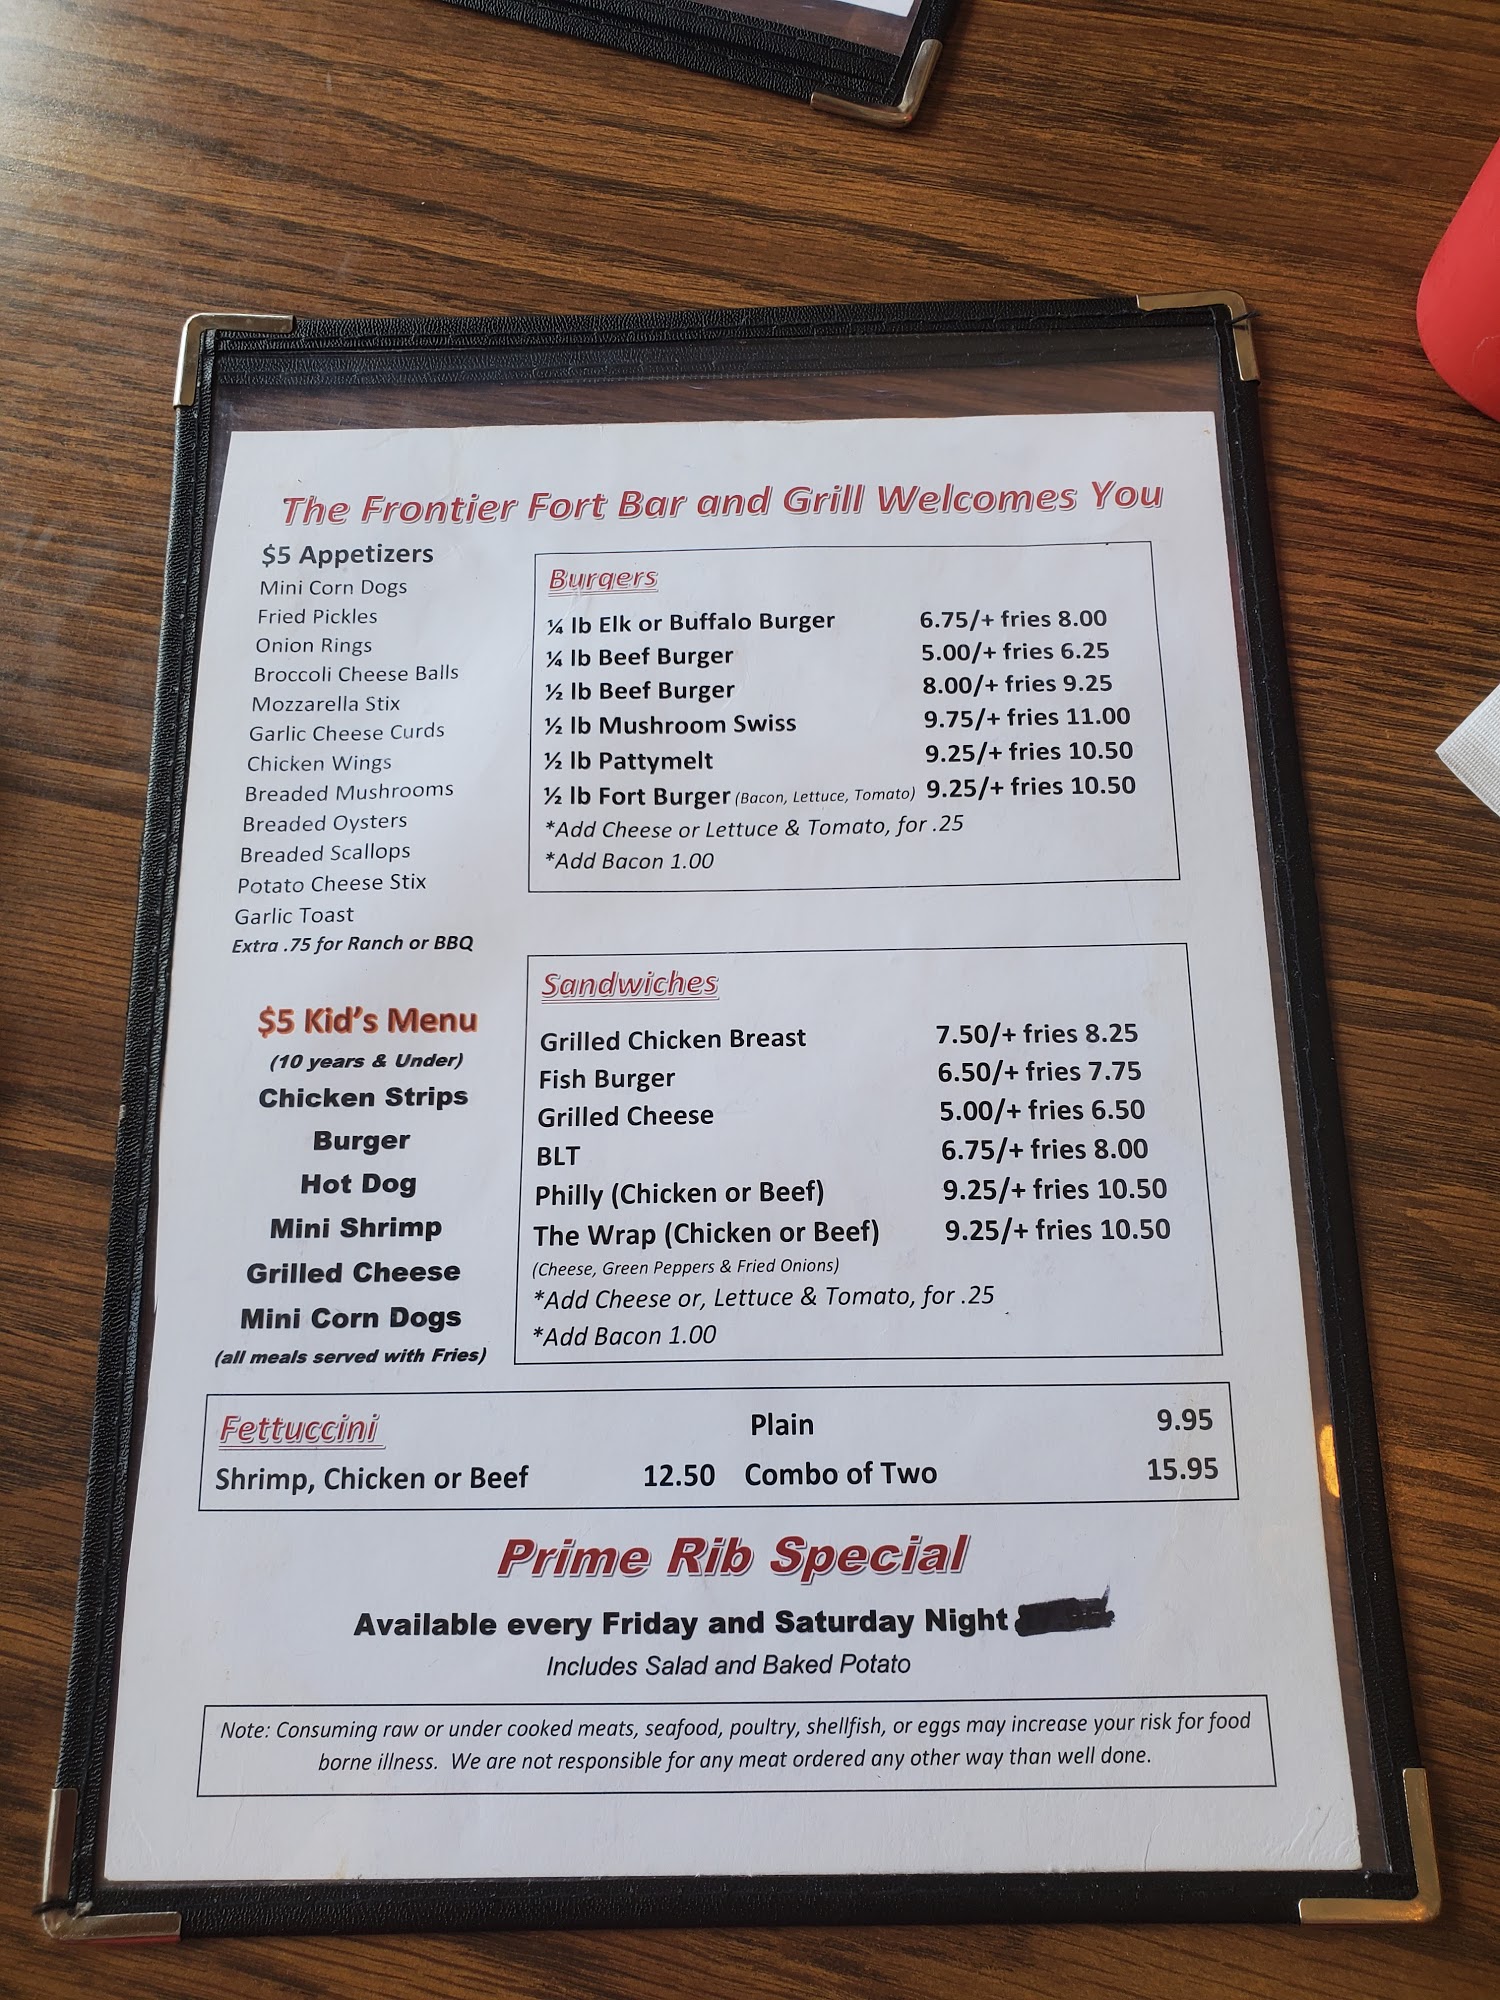 The Frontier Fort Bar and Grill Welcomes You
$5 Appetizers
Mini Corn Dogs
Fried Pickles
Onion Rings
Broccoli Cheese Balls
Mozzarella Stix
Garlic Cheese Curds
Chicken Wings
Breaded Mushrooms
Breaded Oysters
Breaded Scallops
Potato Cheese Stix
Garlic Toast
Extra .75 for Ranch or BBQ
$5 Kid's Menu
(10 years & Under)
Chicken Strips
Burger
Hot Dog
Mini Shrimp
Grilled Cheese
Mini Corn Dogs
(all meals served with Fries)
Burgers
¼ lb Elk or Buffalo Burger 6.75/+ fries 8.00
¼ lb Beef Burger 5.00/+ fries 6.25
½ lb Beef Burger 8.00/+ fries 9.25
½ lb Mushroom Swiss 9.75/+ fries 11.00
½ lb Pattymelt 9.25/+ fries 10.50
½ lb Fort Burger (Bacon, Lettuce, Tomato) 9.25/+ fries 10.50
*Add Cheese or Lettuce & Tomato, for .25
*Add Bacon 1.00
Sandwiches
Grilled Chicken Breast 7.50/+ fries 8.25
Fish Burger 6.50/+ fries 7.75
Grilled Cheese 5.00/+ fries 6.50
BLT 6.75/+ fries 8.00
Philly (Chicken or Beef) 9.25/+ fries 10.50
The Wrap (Chicken or Beef) 9.25/+ fries 10.50
(Cheese, Green Peppers & Fried Onions)
*Add Cheese or, Lettuce & Tomato, for .25
*Add Bacon 1.00
Fettuccini Plain 9.95
Shrimp, Chicken or Beef 12.50 Combo of Two 15.95
Prime Rib Special
Available every Friday and Saturday Night
Includes Salad and Baked Potato
Note: Consuming raw or under cooked meats, seafood, poultry, shellfish, or eggs may increase your risk for food
borne illness. We are not responsible for any meat ordered any other way than well done.